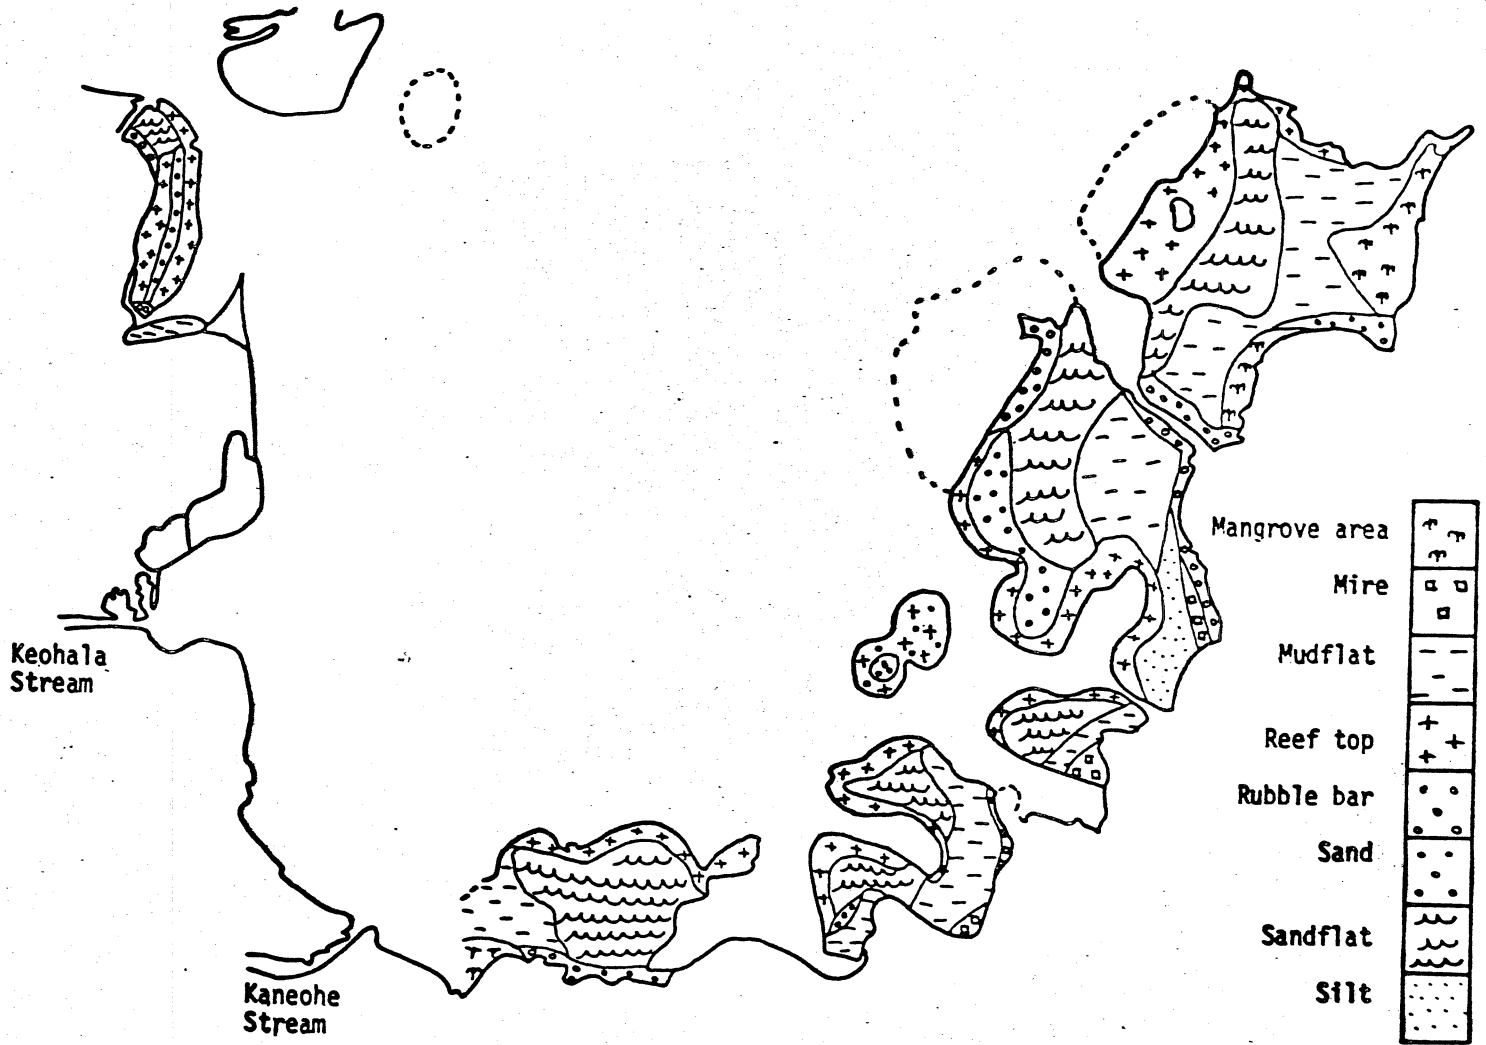 Keohala
Stream
Kaneohe
Stream
Mangrove area
Mire
Mudflat
Reef top
Rubble bar
Sand
Sandflat
Silt